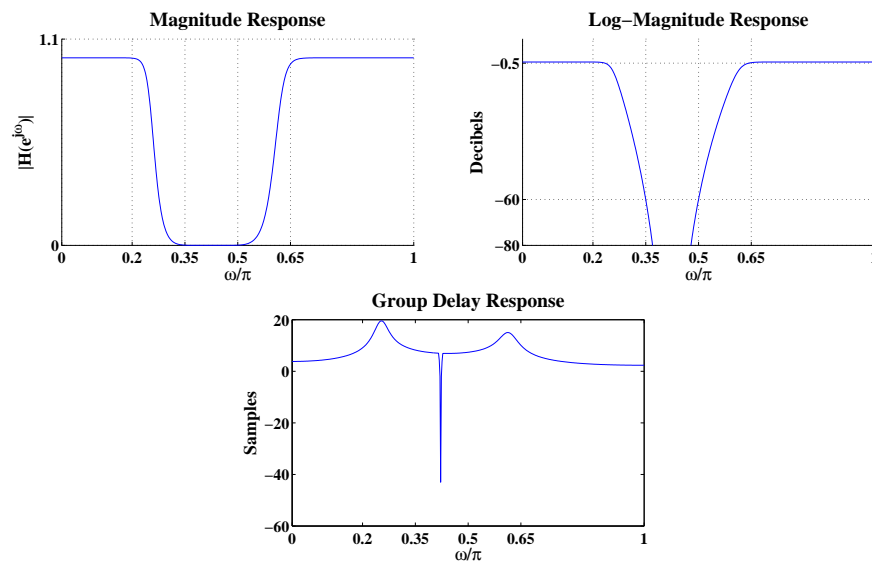 Magnitude Response
1.1
|H(e^{jω})|
0
0 0.2 0.35 0.5 0.65 1
ω/π
Log−Magnitude Response
−0.5
Decibels
−60
−80
0 0.2 0.35 0.5 0.65 1
ω/π
Group Delay Response
20
0
Samples
−20
−40
−60
0 0.2 0.35 0.5 0.65 1
ω/π